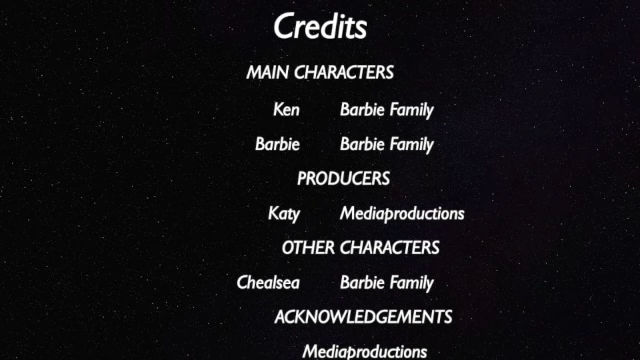 Credits
MAIN CHARACTERS
Ken Barbie Family
Barbie Barbie Family
PRODUCERS
Katy Mediaproductions
OTHER CHARACTERS
Chealsea Barbie Family
ACKNOWLEDGEMENTS
Mediaproductions